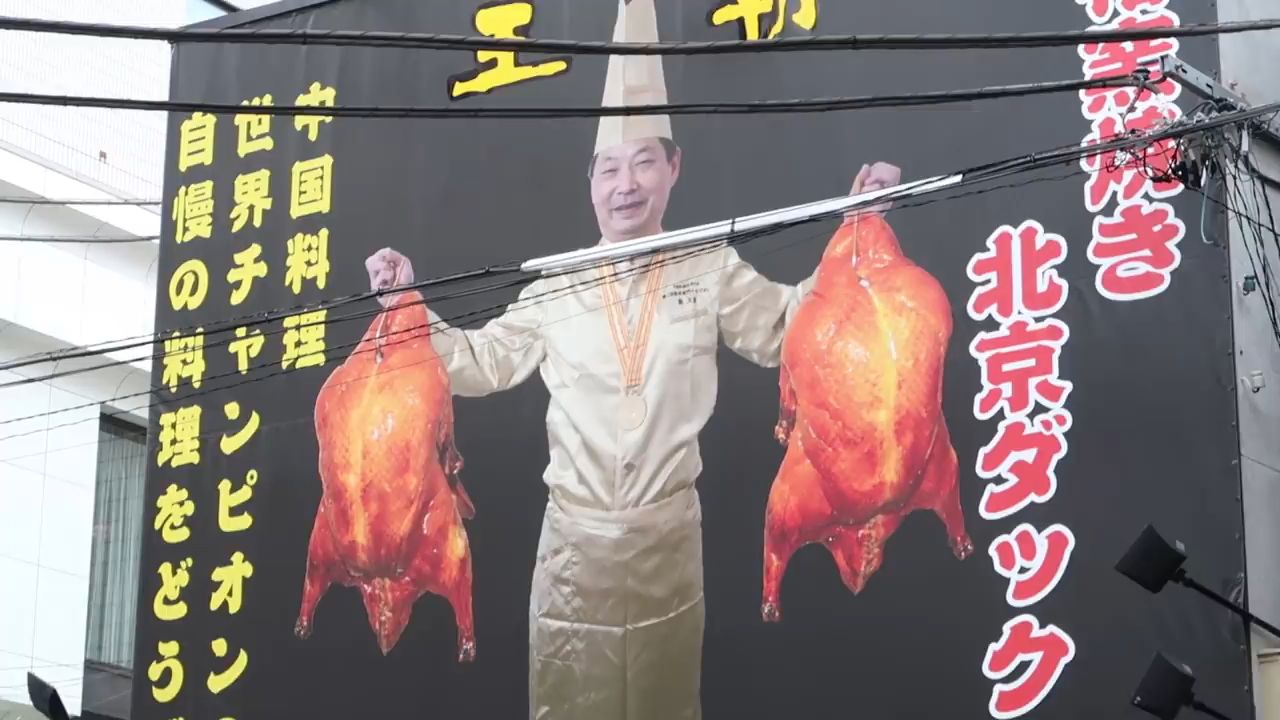 王
焼き
北京ダック
中国料理
世界チャンピオンの
自慢の料理をどう